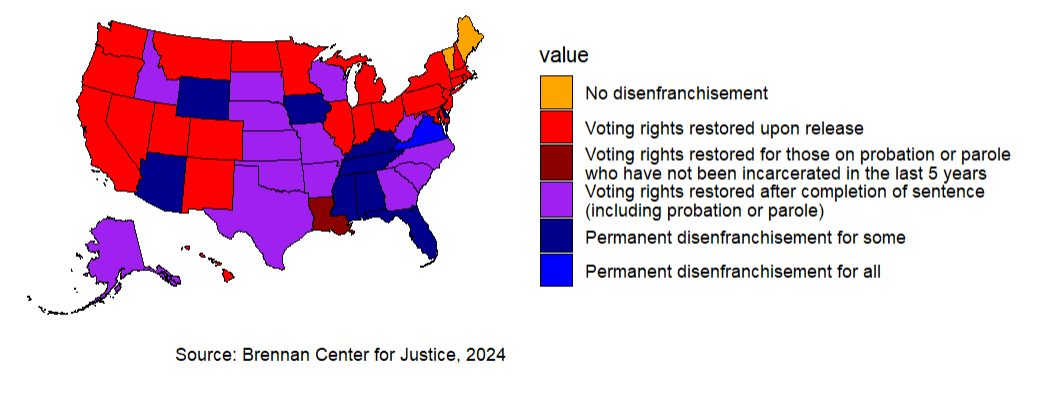 value
No disenfranchisement
Voting rights restored upon release
Voting rights restored for those on probation or parole
who have not been incarcerated in the last 5 years
Voting rights restored after completion of sentence
(including probation or parole)
Permanent disenfranchisement for some
Permanent disenfranchisement for all
Source: Brennan Center for Justice, 2024